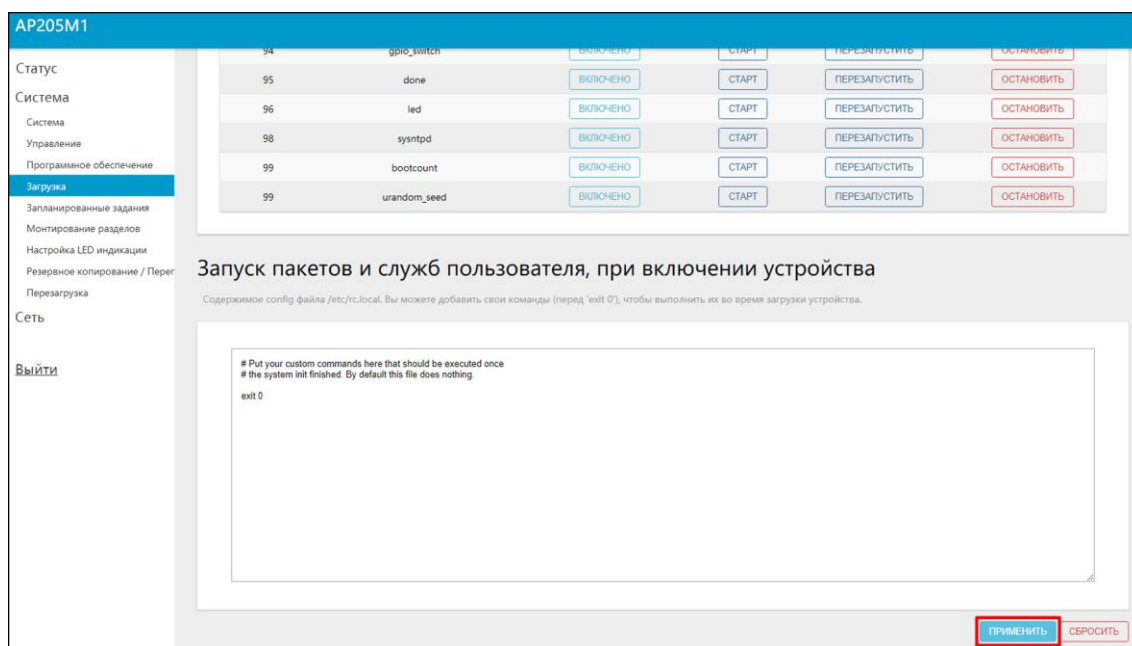 AP205M1
94 gpio_switch ВКЛЮЧЕНО СТАРТ ПЕРЕЗАПУСТИТЬ ОСТАНОВИТЬ
Статус
95 done ВКЛЮЧЕНО СТАРТ ПЕРЕЗАПУСТИТЬ ОСТАНОВИТЬ
Система
96 led ВКЛЮЧЕНО СТАРТ ПЕРЕЗАПУСТИТЬ ОСТАНОВИТЬ
Система
98 sysntpd ВКЛЮЧЕНО СТАРТ ПЕРЕЗАПУСТИТЬ ОСТАНОВИТЬ
Управление
Программное обеспечение
99 bootcount ВКЛЮЧЕНО СТАРТ ПЕРЕЗАПУСТИТЬ ОСТАНОВИТЬ
Загрузка
99 urandom_seed ВКЛЮЧЕНО СТАРТ ПЕРЕЗАПУСТИТЬ ОСТАНОВИТЬ
Запланированные задания
Монтирование разделов
Настройка LED индикации
Резервное копирование / Перег
Перезагрузка
Сеть
Выйти
Запуск пакетов и служб пользователя, при включении устройства
Содержимое config файла /etc/rc.local. Вы можете добавить свои команды (перед 'exit 0'), чтобы выполнить их во время загрузки устройства.
# Put your custom commands here that should be executed once
# the system init finished. By default this file does nothing.
exit 0
ПРИМЕНИТЬ СБРОСИТЬ